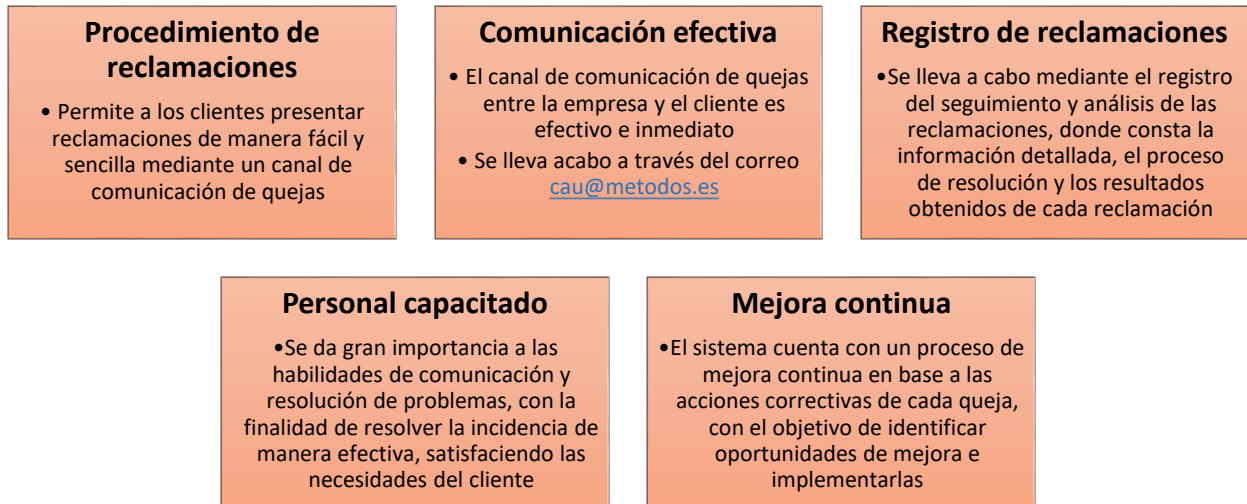 Procedimiento de
reclamaciones
• Permite a los clientes presentar
reclamaciones de manera fácil y
sencilla mediante un canal de
comunicación de quejas
Comunicación efectiva
• El canal de comunicación de quejas
entre la empresa y el cliente es
efectivo e inmediato
• Se lleva acabo a través del correo
cau@metodos.es
Registro de reclamaciones
•Se lleva a cabo mediante el registro
del seguimiento y análisis de las
reclamaciones, donde consta la
información detallada, el proceso
de resolución y los resultados
obtenidos de cada reclamación
Personal capacitado
•Se da gran importancia a las
habilidades de comunicación y
resolución de problemas, con la
finalidad de resolver la incidencia de
manera efectiva, satisfaciendo las
necesidades del cliente
Mejora continua
•El sistema cuenta con un proceso de
mejora continua en base a las
acciones correctivas de cada queja,
con el objetivo de identificar
oportunidades de mejora e
implementarlas